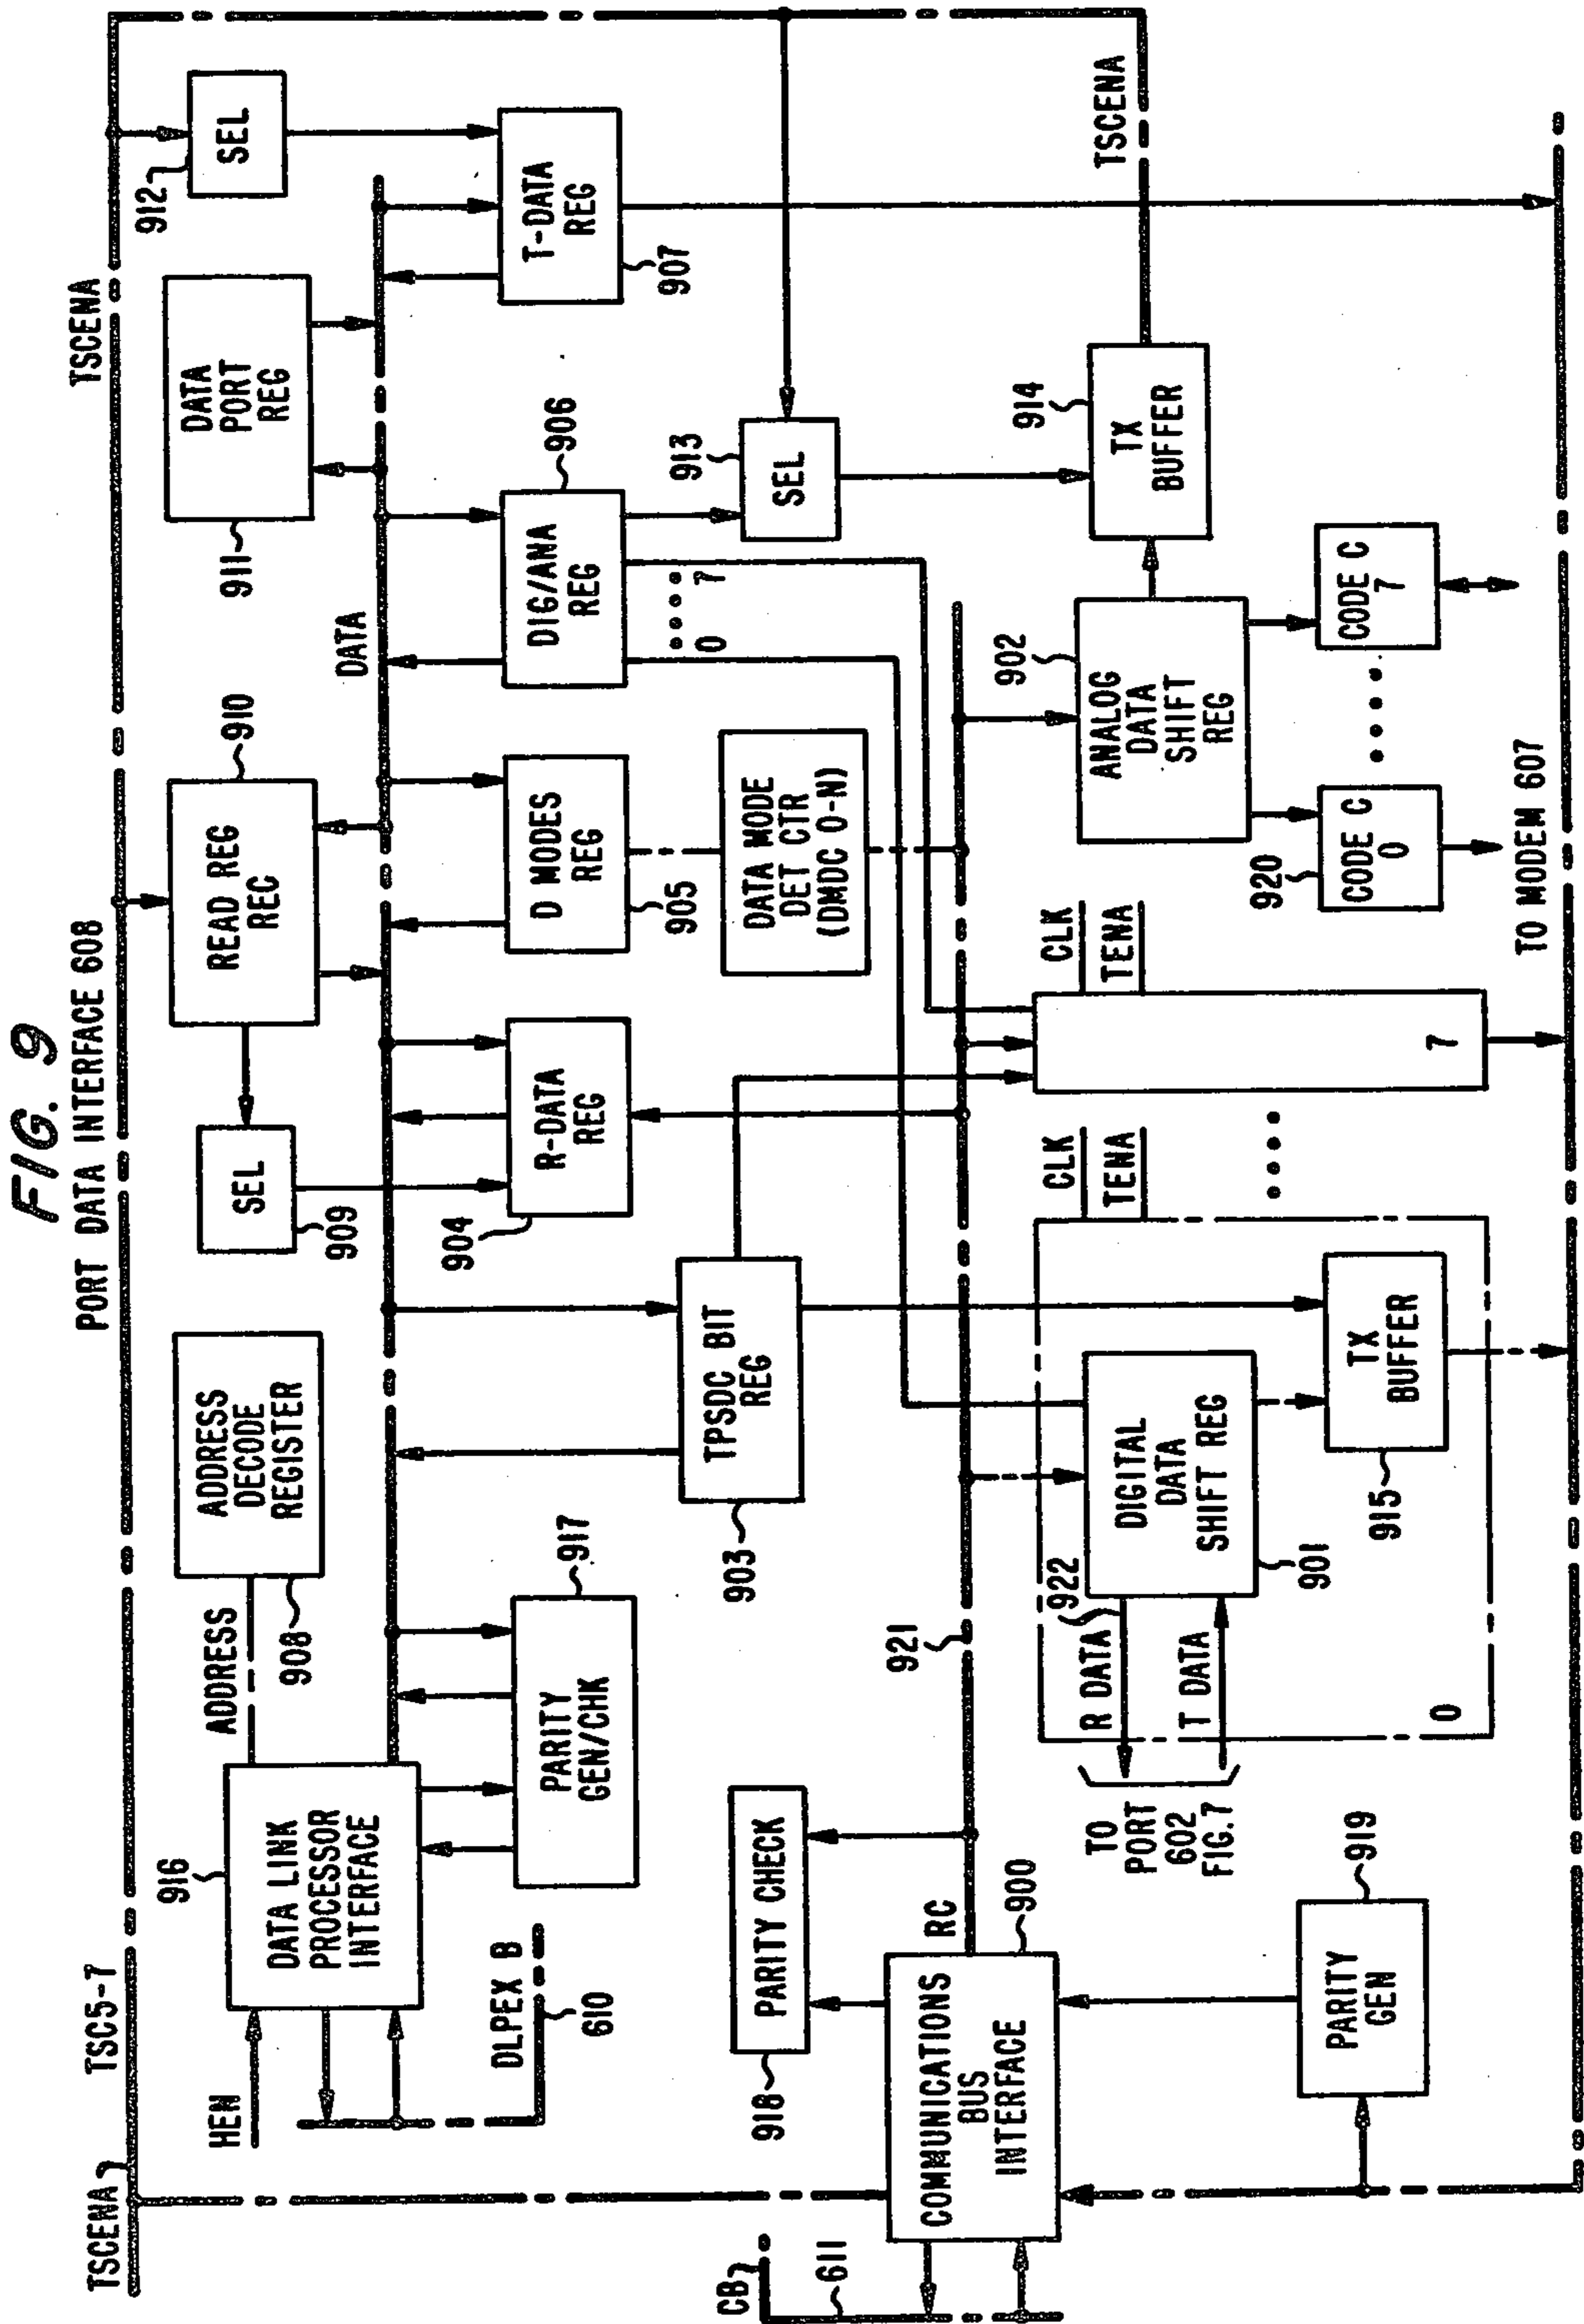 FIG. 9
PORT DATA INTERFACE 608
TSCENA
TSC5-7
TSCENA
912
SEL
DATA
PORT
REG
911
READ REG
REC
910
SEL
909
ADDRESS
DECODE
REGISTER
908
ADDRESS
DATA
HEN
916
DATA LINK
PROCESSOR
INTERFACE
DLPEX B
610
PARITY
GEN/CHK
917
T-DATA
REG
907
DIG/ANA
REG
906
0
7
D MODES
REG
905
R-DATA
REG
904
DATA MODE
DET CTR
(DMDC 0-N)
913
SEL
TPSDC BIT
REG
903
PARITY CHECK
918
RC
921
CB
611
COMMUNICATIONS
BUS
INTERFACE
900
TSCENA
914
TX
BUFFER
902
ANALOG
DATA
SHIFT
REG
CLK
TENA
7
CLK
TENA
922
R DATA
T DATA
DIGITAL
DATA
SHIFT REG
901
TX
BUFFER
915
0
TO
PORT
602
FIG.7
PARITY
GEN
919
CODE C
7
CODE C
0
920
TO MODEM 607